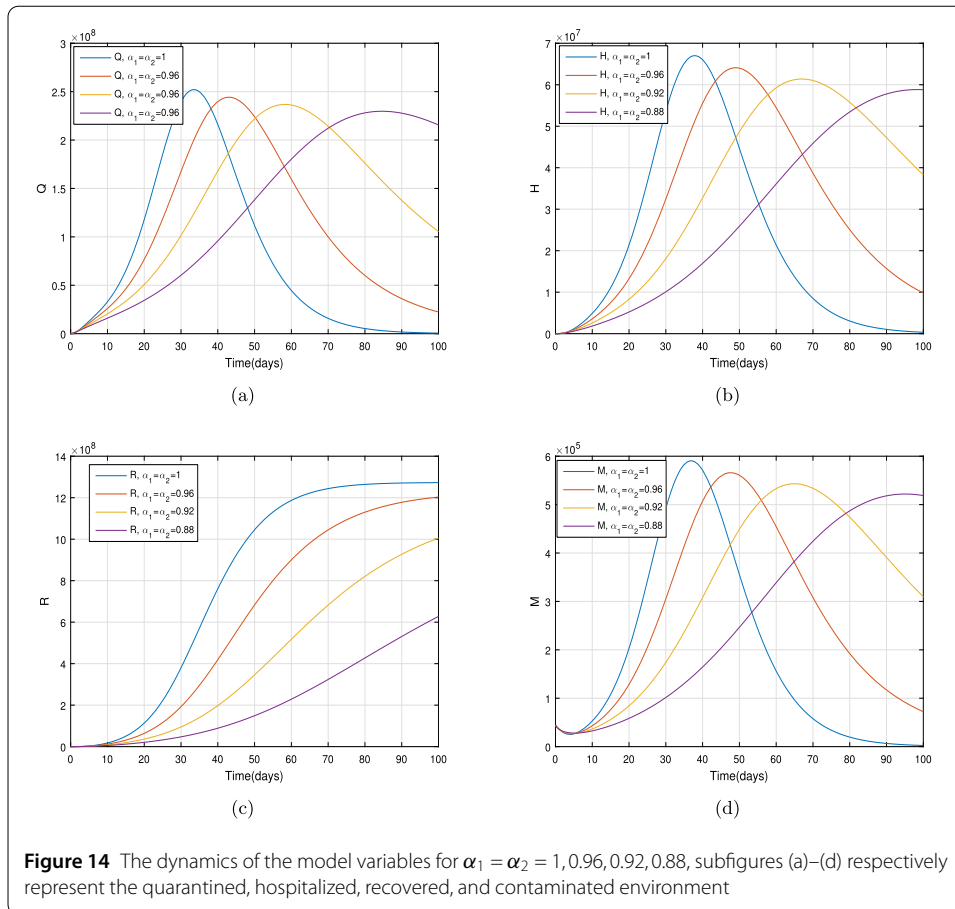 ×10⁸
3
2.5
2
1.5
1
0.5
0
Q
Q, α₁=α₂=1
Q, α₁=α₂=0.96
Q, α₁=α₂=0.96
Q, α₁=α₂=0.96
0 10 20 30 40 50 60 70 80 90 100
Time(days)
(a)
×10⁷
7
6
5
4
3
2
1
0
H
H, α₁=α₂=1
H, α₁=α₂=0.96
H, α₁=α₂=0.92
H, α₁=α₂=0.88
0 10 20 30 40 50 60 70 80 90 100
Time(days)
(b)
×10⁸
14
12
10
8
6
4
2
0
R
R, α₁=α₂=1
R, α₁=α₂=0.96
R, α₁=α₂=0.92
R, α₁=α₂=0.88
0 10 20 30 40 50 60 70 80 90 100
Time(days)
(c)
×10⁵
6
5
4
3
2
1
0
M
M, α₁=α₂=1
M, α₁=α₂=0.96
M, α₁=α₂=0.92
M, α₁=α₂=0.88
0 10 20 30 40 50 60 70 80 90 100
Time(days)
(d)
Figure 14 The dynamics of the model variables for α₁ = α₂ = 1, 0.96, 0.92, 0.88, subfigures (a)–(d) respectively
represent the quarantined, hospitalized, recovered, and contaminated environment